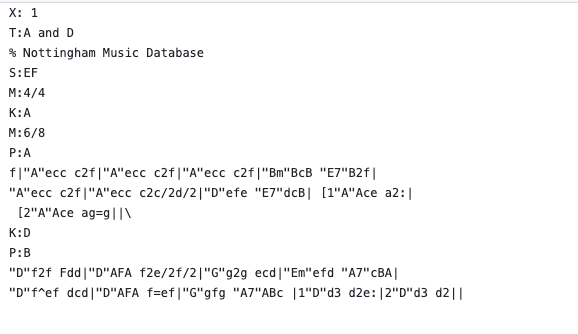 X: 1
T:A and D
% Nottingham Music Database
S:EF
M:4/4
K:A
M:6/8
P:A
f|"A"ecc c2f|"A"ecc c2f|"A"ecc c2f|"Bm"BcB "E7"B2f|
"A"ecc c2f|"A"ecc c2c/2d/2|"D"efe "E7"dcB| [1"A"Ace a2:|
 [2"A"Ace ag=g||\
K:D
P:B
"D"f2f Fdd|"D"AFA f2e/2f/2|"G"g2g ecd|"Em"efd "A7"cBA|
"D"f^ef dcd|"D"AFA f=ef|"G"gfg "A7"ABc |1"D"d3 d2e:|2"D"d3 d2||